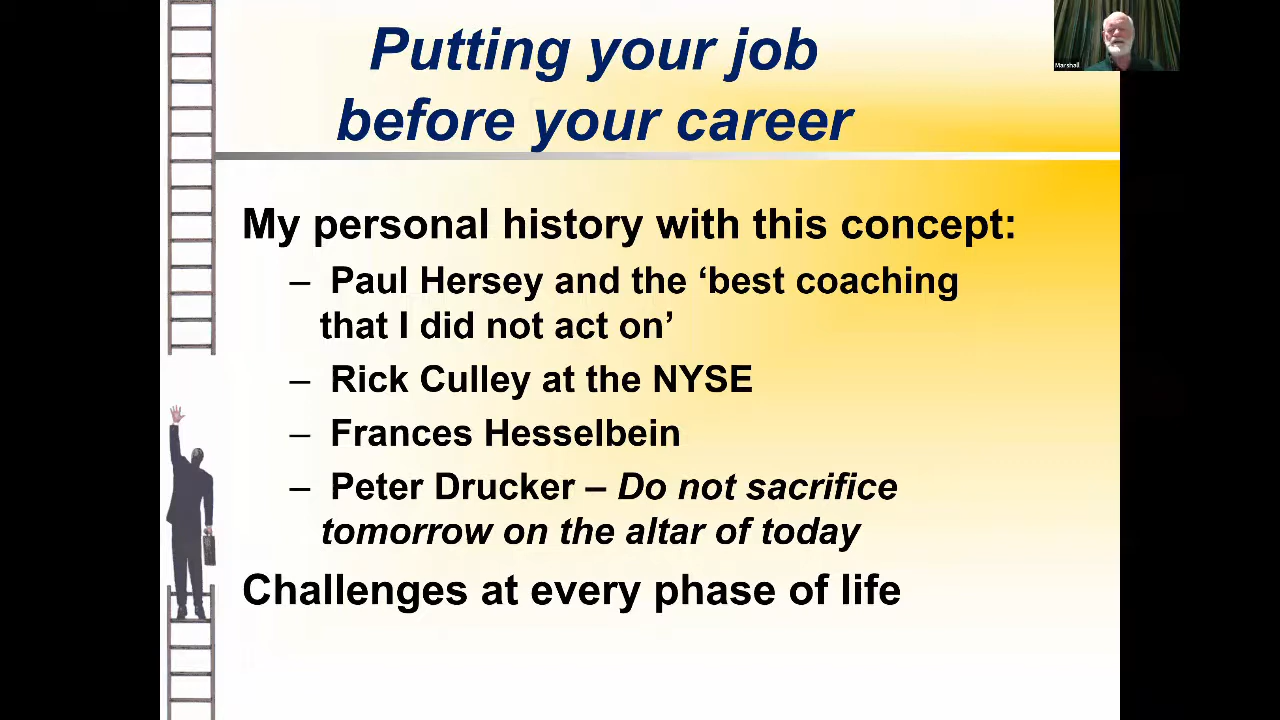 Putting your job
before your career
Marshall
My personal history with this concept:
– Paul Hersey and the ‘best coaching
that I did not act on’
– Rick Culley at the NYSE
– Frances Hesselbein
– Peter Drucker – Do not sacrifice
tomorrow on the altar of today
Challenges at every phase of life